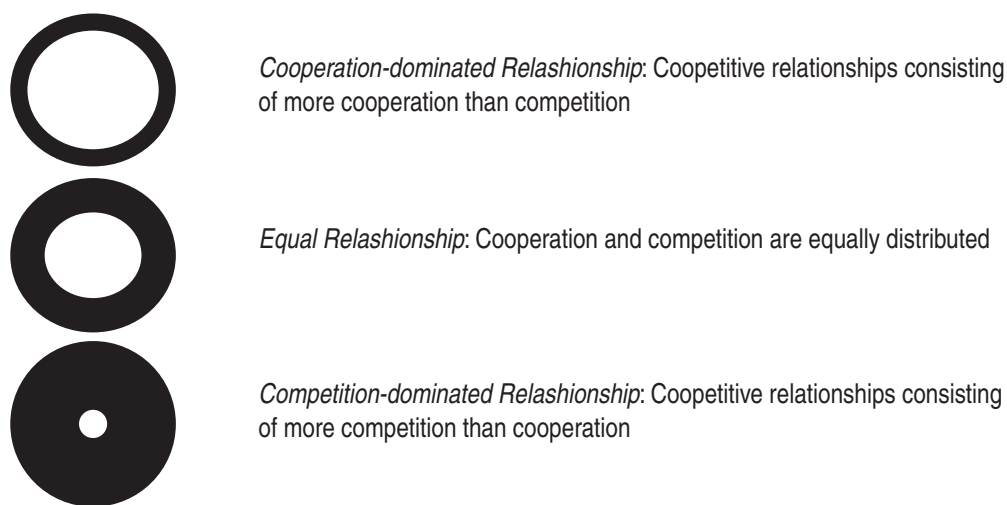 Cooperation-dominated Relashionship: Coopetitive relationships consisting
of more cooperation than competition
Equal Relashionship: Cooperation and competition are equally distributed
Competition-dominated Relashionship: Coopetitive relationships consisting
of more competition than cooperation